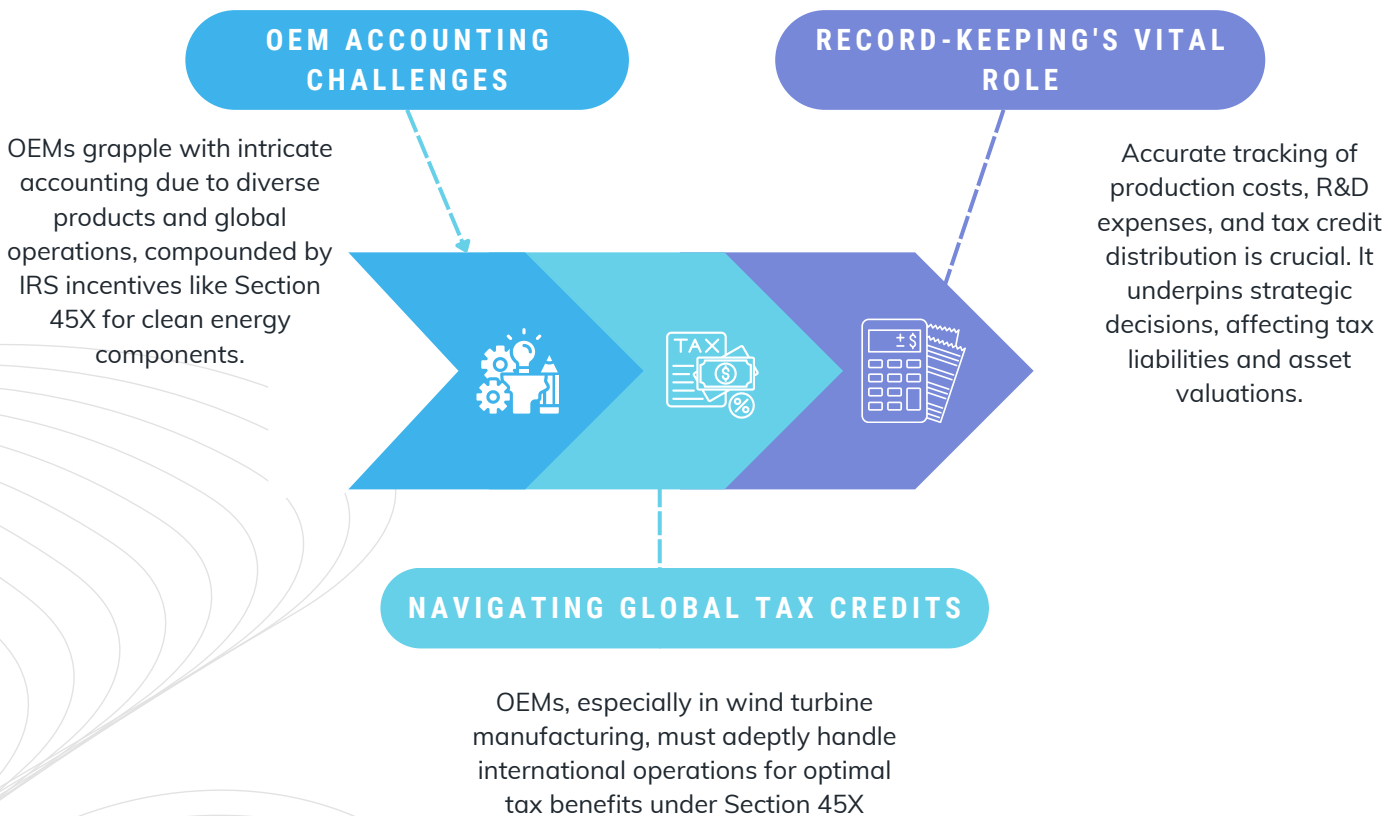 OEM ACCOUNTING
CHALLENGES
OEMs grapple with intricate
accounting due to diverse
products and global
operations, compounded by
IRS incentives like Section
45X for clean energy
components.
RECORD-KEEPING'S VITAL
ROLE
Accurate tracking of
production costs, R&D
expenses, and tax credit
distribution is crucial. It
underpins strategic
decisions, affecting tax
liabilities and asset
valuations.
TAX
$
%
± $
NAVIGATING GLOBAL TAX CREDITS
OEMs, especially in wind turbine
manufacturing, must adeptly handle
international operations for optimal
tax benefits under Section 45X